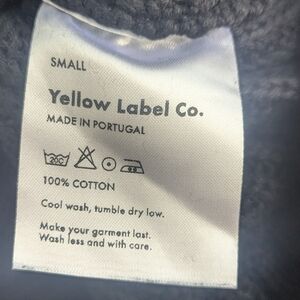 SMALL
Yellow Label Co.
MADE IN PORTUGAL
100% COTTON
Cool wash, tumble dry low.
Make your garment last.
Wash less and with care.